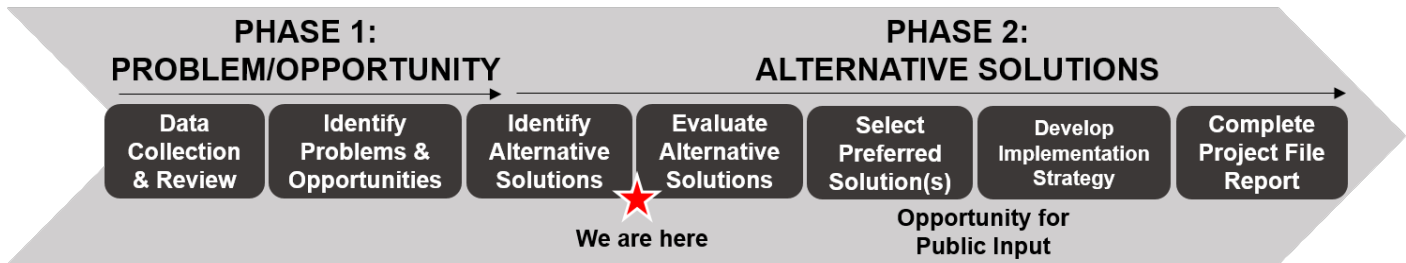 PHASE 1:
PROBLEM/OPPORTUNITY
PHASE 2:
ALTERNATIVE SOLUTIONS
Data
Collection
& Review
Identify
Problems &
Opportunities
Identify
Alternative
Solutions
Evaluate
Alternative
Solutions
Select
Preferred
Solution(s)
Develop
Implementation
Strategy
Complete
Project File
Report
We are here
Opportunity for
Public Input